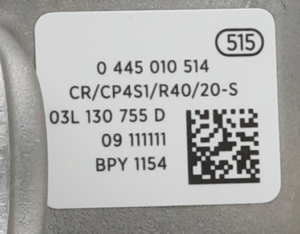 515
0 445 010 514
CR/CP4S1/R40/20-S
03L 130 755 D
09 111111
BPY 1154